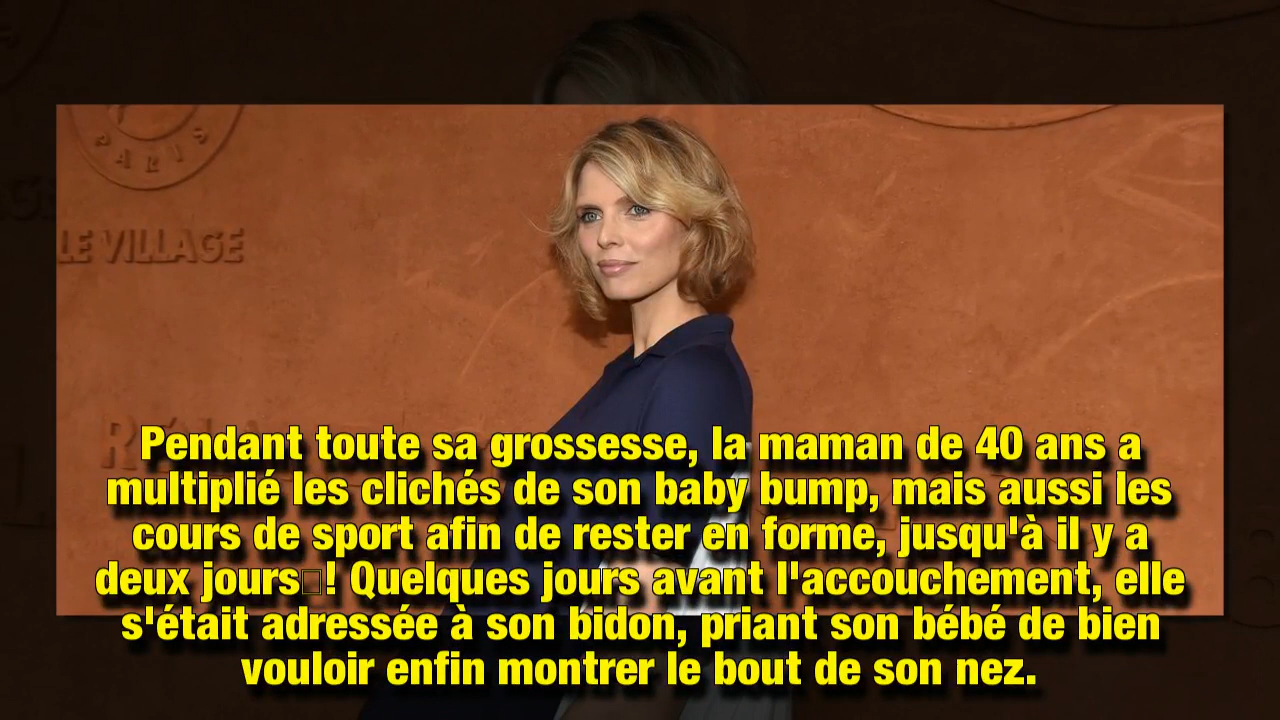 PARIS
LE VILLAGE
Pendant toute sa grossesse, la maman de 40 ans a
multiplié les clichés de son baby bump, mais aussi les
cours de sport afin de rester en forme, jusqu'à il y a
deux jours□! Quelques jours avant l'accouchement, elle
s'était adressée à son bidon, priant son bébé de bien
vouloir enfin montrer le bout de son nez.